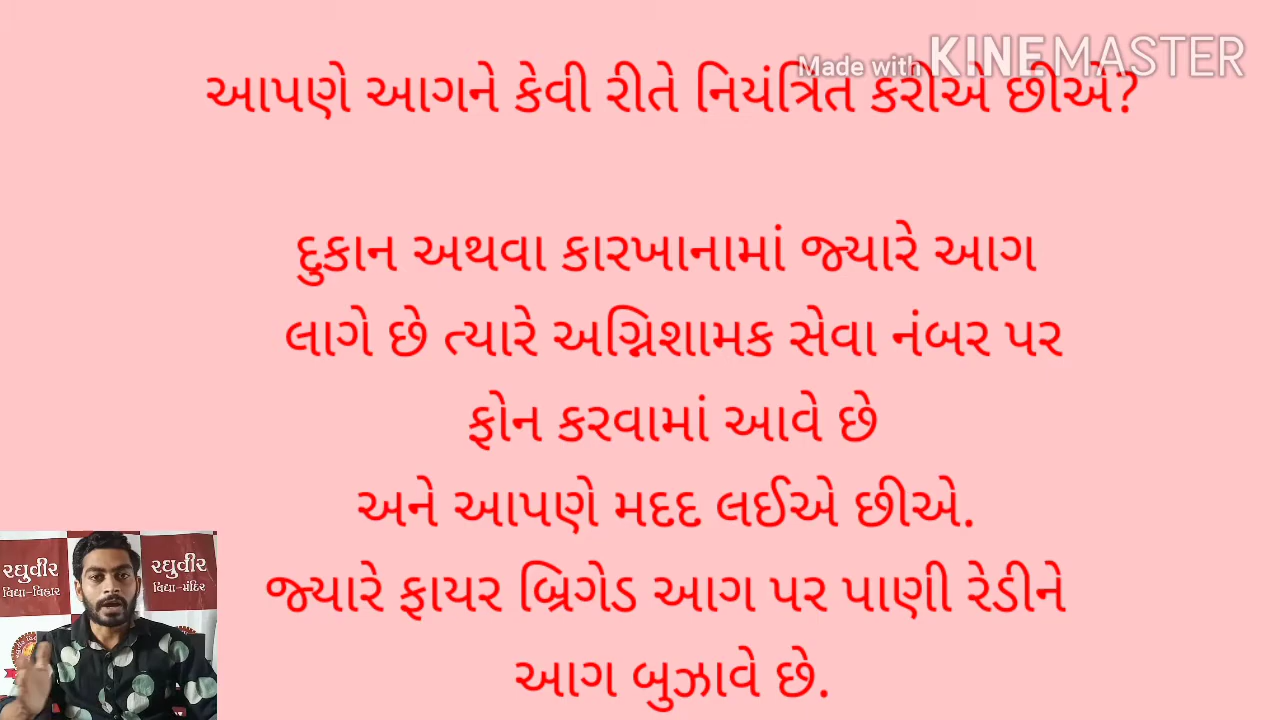 Made with KINEMASTER
આપણે આગને કેવી રીતે નિયંત્રિત કરીએ છીએ?
દુકાન અથવા કારખાનામાં જ્યારે આગ
લાગે છે ત્યારે અગ્નિશામક સેવા નંબર પર
ફોન કરવામાં આવે છે
અને આપણે મદદ લઈએ છીએ.
જ્યારે ફાયર બ્રિગેડ આગ પર પાણી રેડીને
આગ બુઝાવે છે.
રઘુવીર
વિદ્યા-વિહાર
રઘુવીર
વિદ્યા-મંદિર